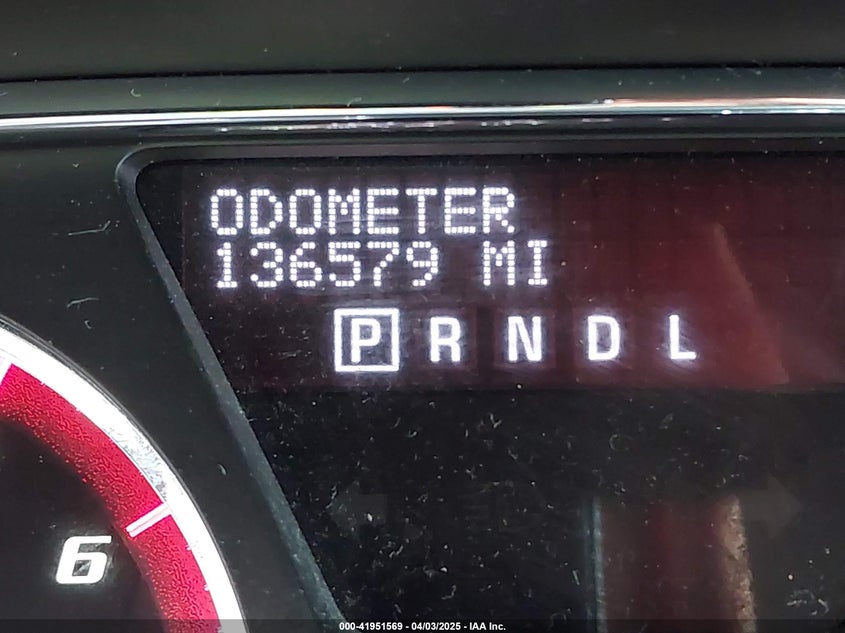 ODOMETER
136579 MI
P R N D L
6
000-41951569 - 04/03/2025 - IAA Inc.